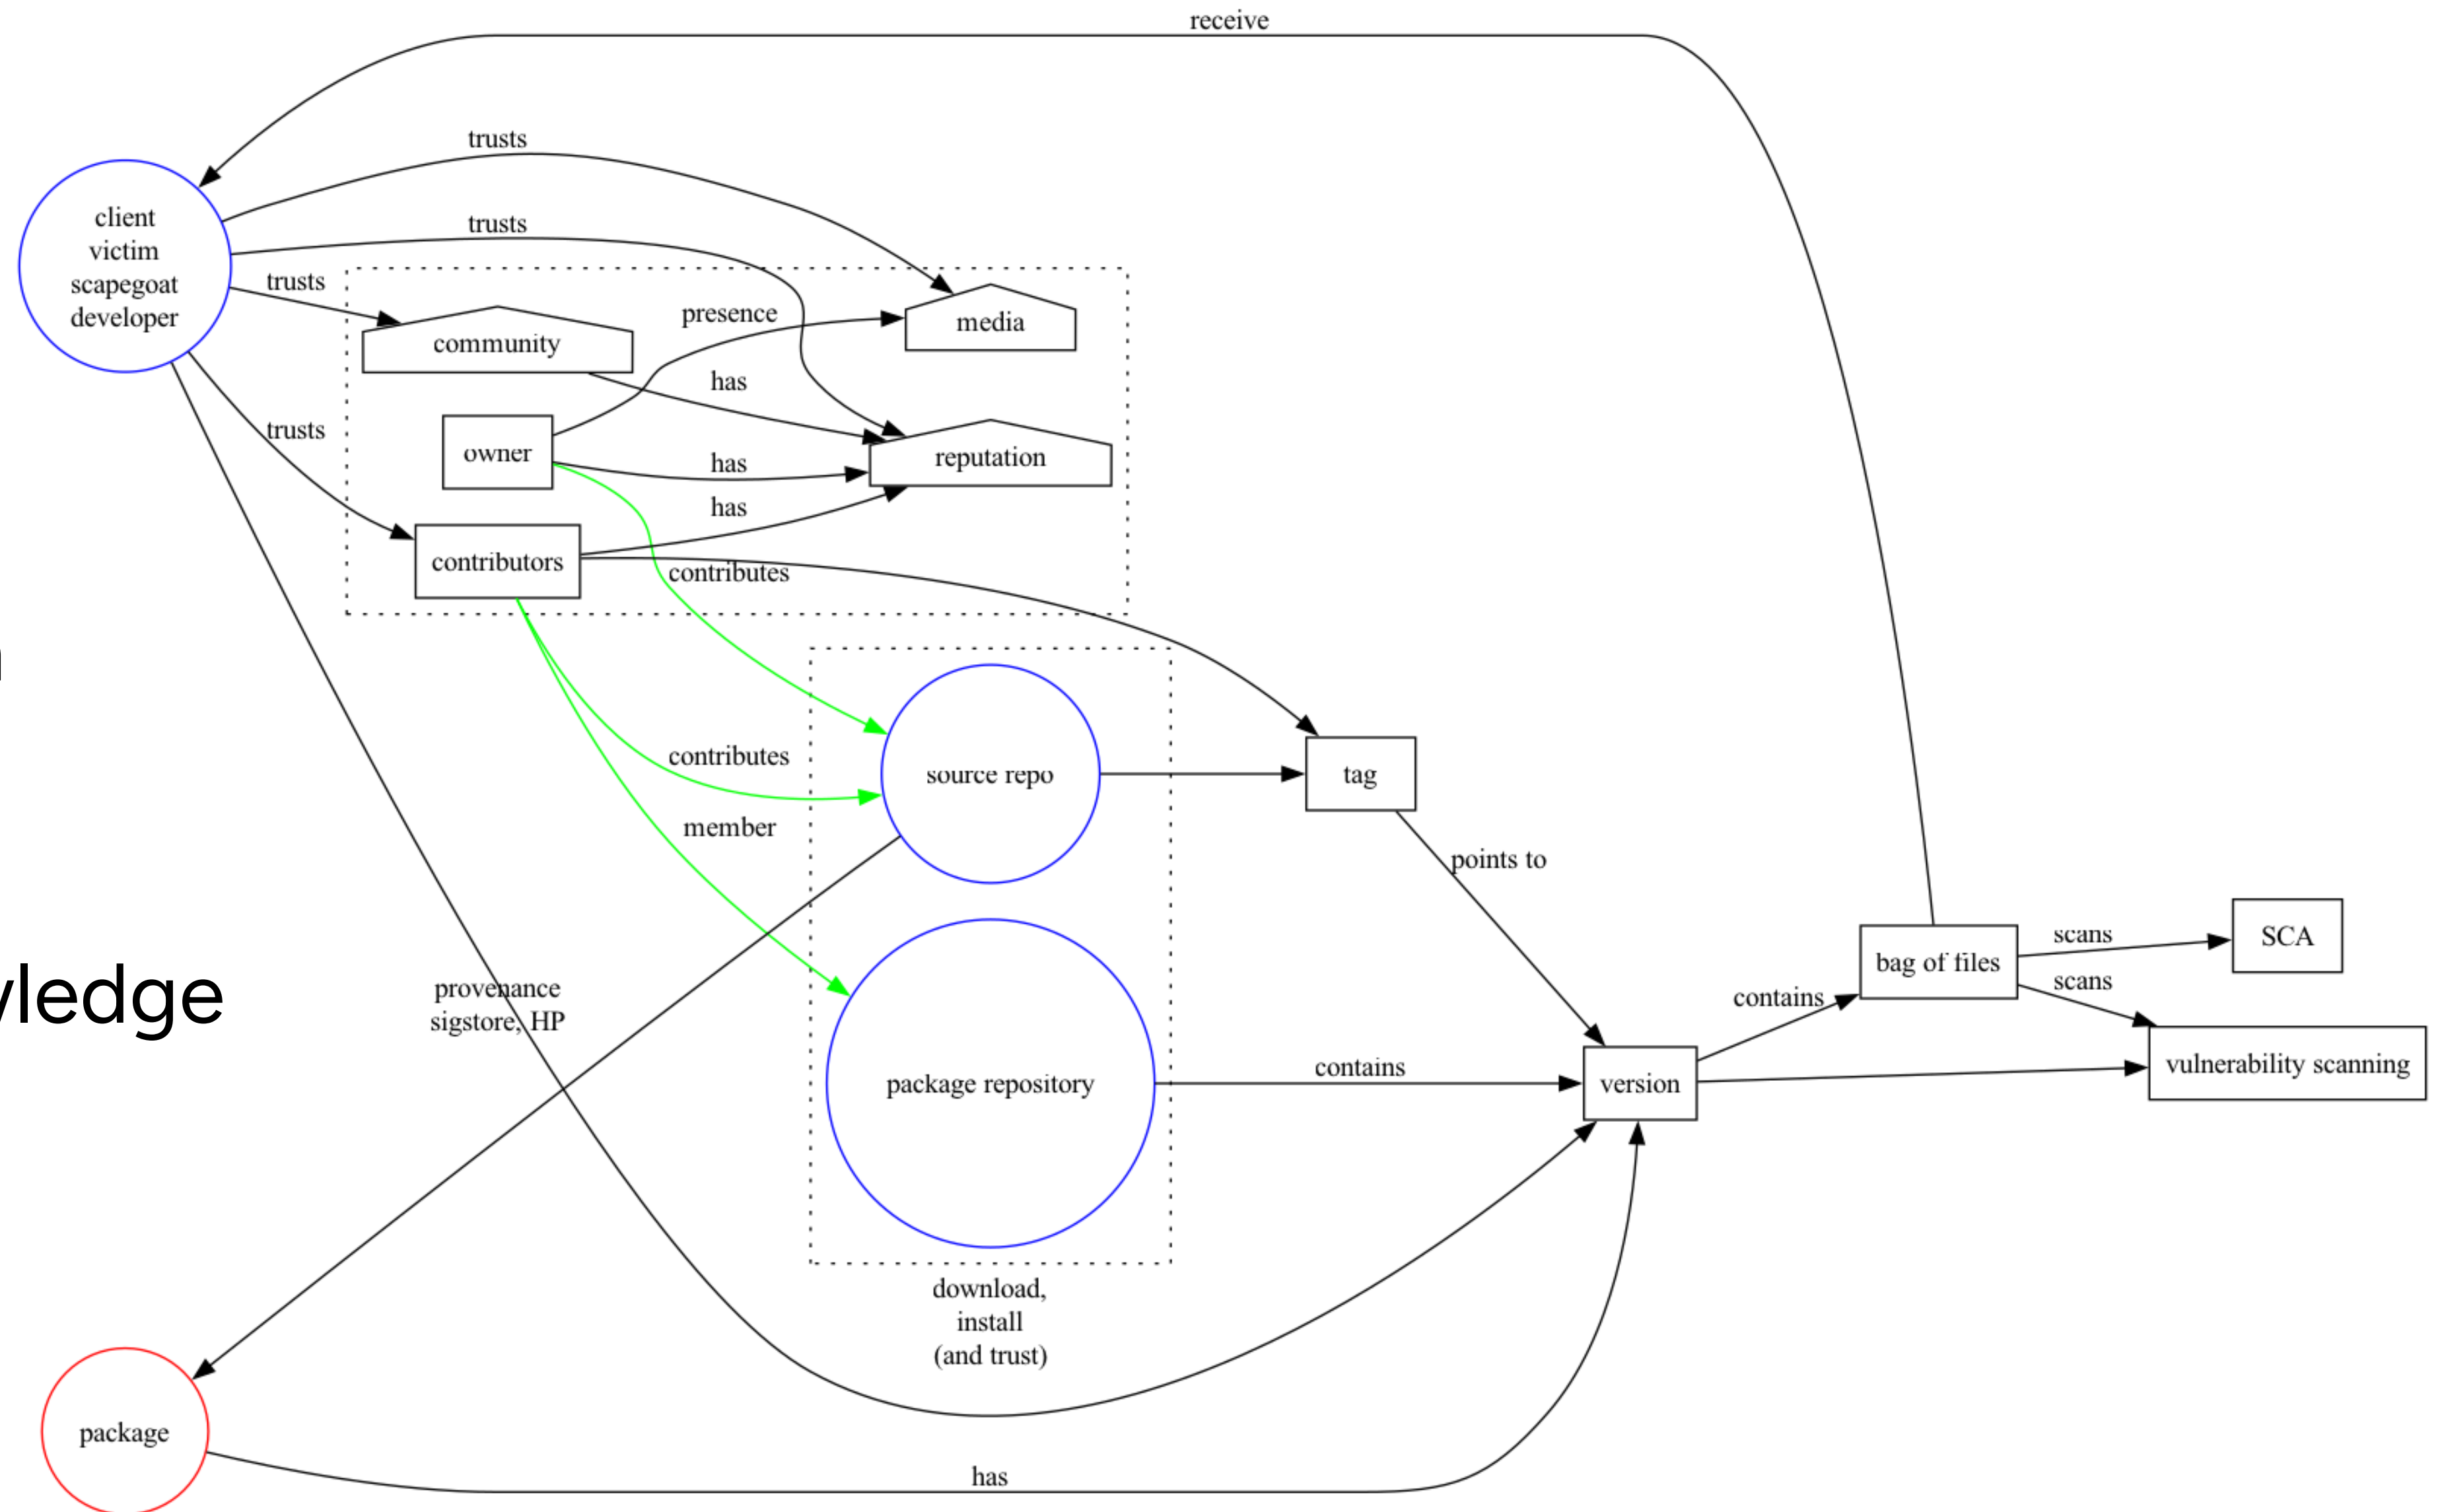 receive
trusts
client
victim
scapegoat
developer
trusts
trusts
presence
media
community
has
trusts
owner
has
reputation
has
contributors
contributes
source repo
contributes
tag
member
points to
scans
SCA
bag of files
scans
contains
wledge
provenance
sigstore, HP
package repository
contains
version
vulnerability scanning
download,
install
(and trust)
package
has